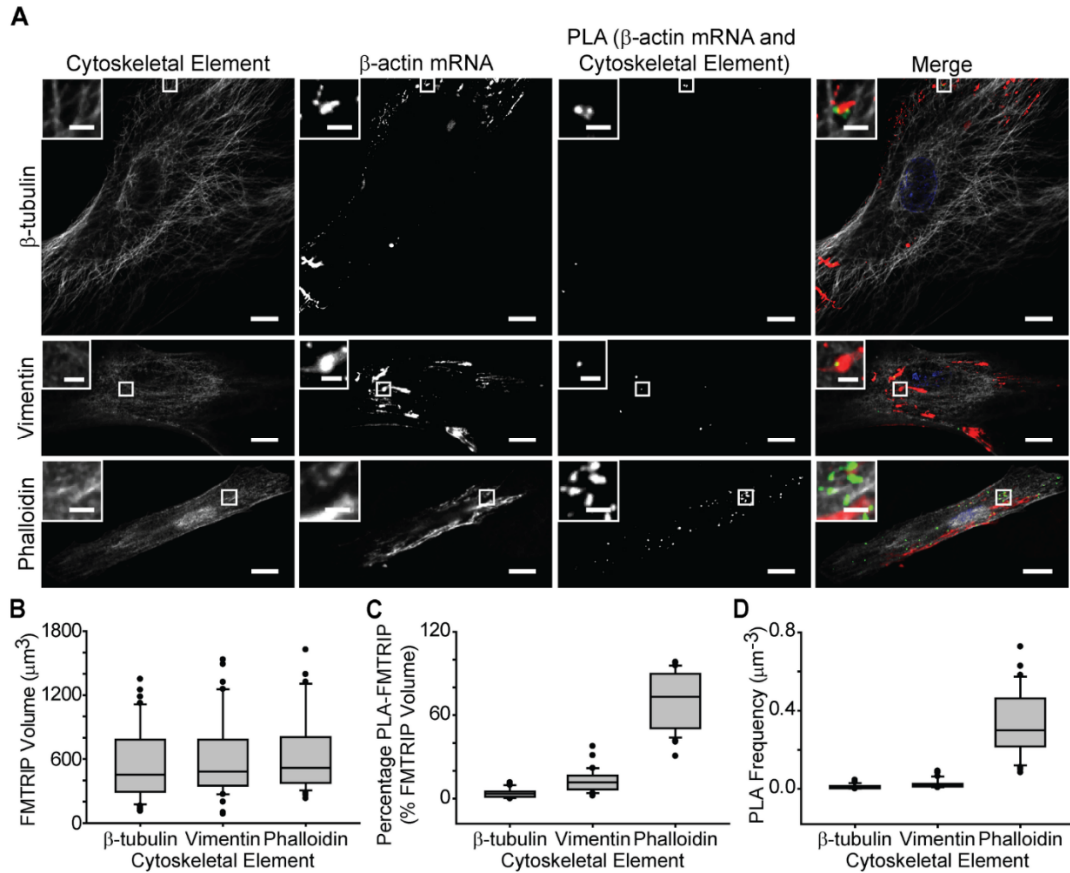 A
Cytoskeletal Element
β-actin mRNA
PLA (β-actin mRNA and
Cytoskeletal Element)
Merge
β-tubulin
Vimentin
Phalloidin
B
FMTRIP Volume (μm3)
1800
1200
600
0
β-tubulin Vimentin Phalloidin
Cytoskeletal Element
C
Percentage PLA-FMTRIP
(% FMTRIP Volume)
120
60
0
β-tubulin Vimentin Phalloidin
Cytoskeletal Element
D
PLA Frequency (μm-3)
0.8
0.4
0.0
β-tubulin Vimentin Phalloidin
Cytoskeletal Element